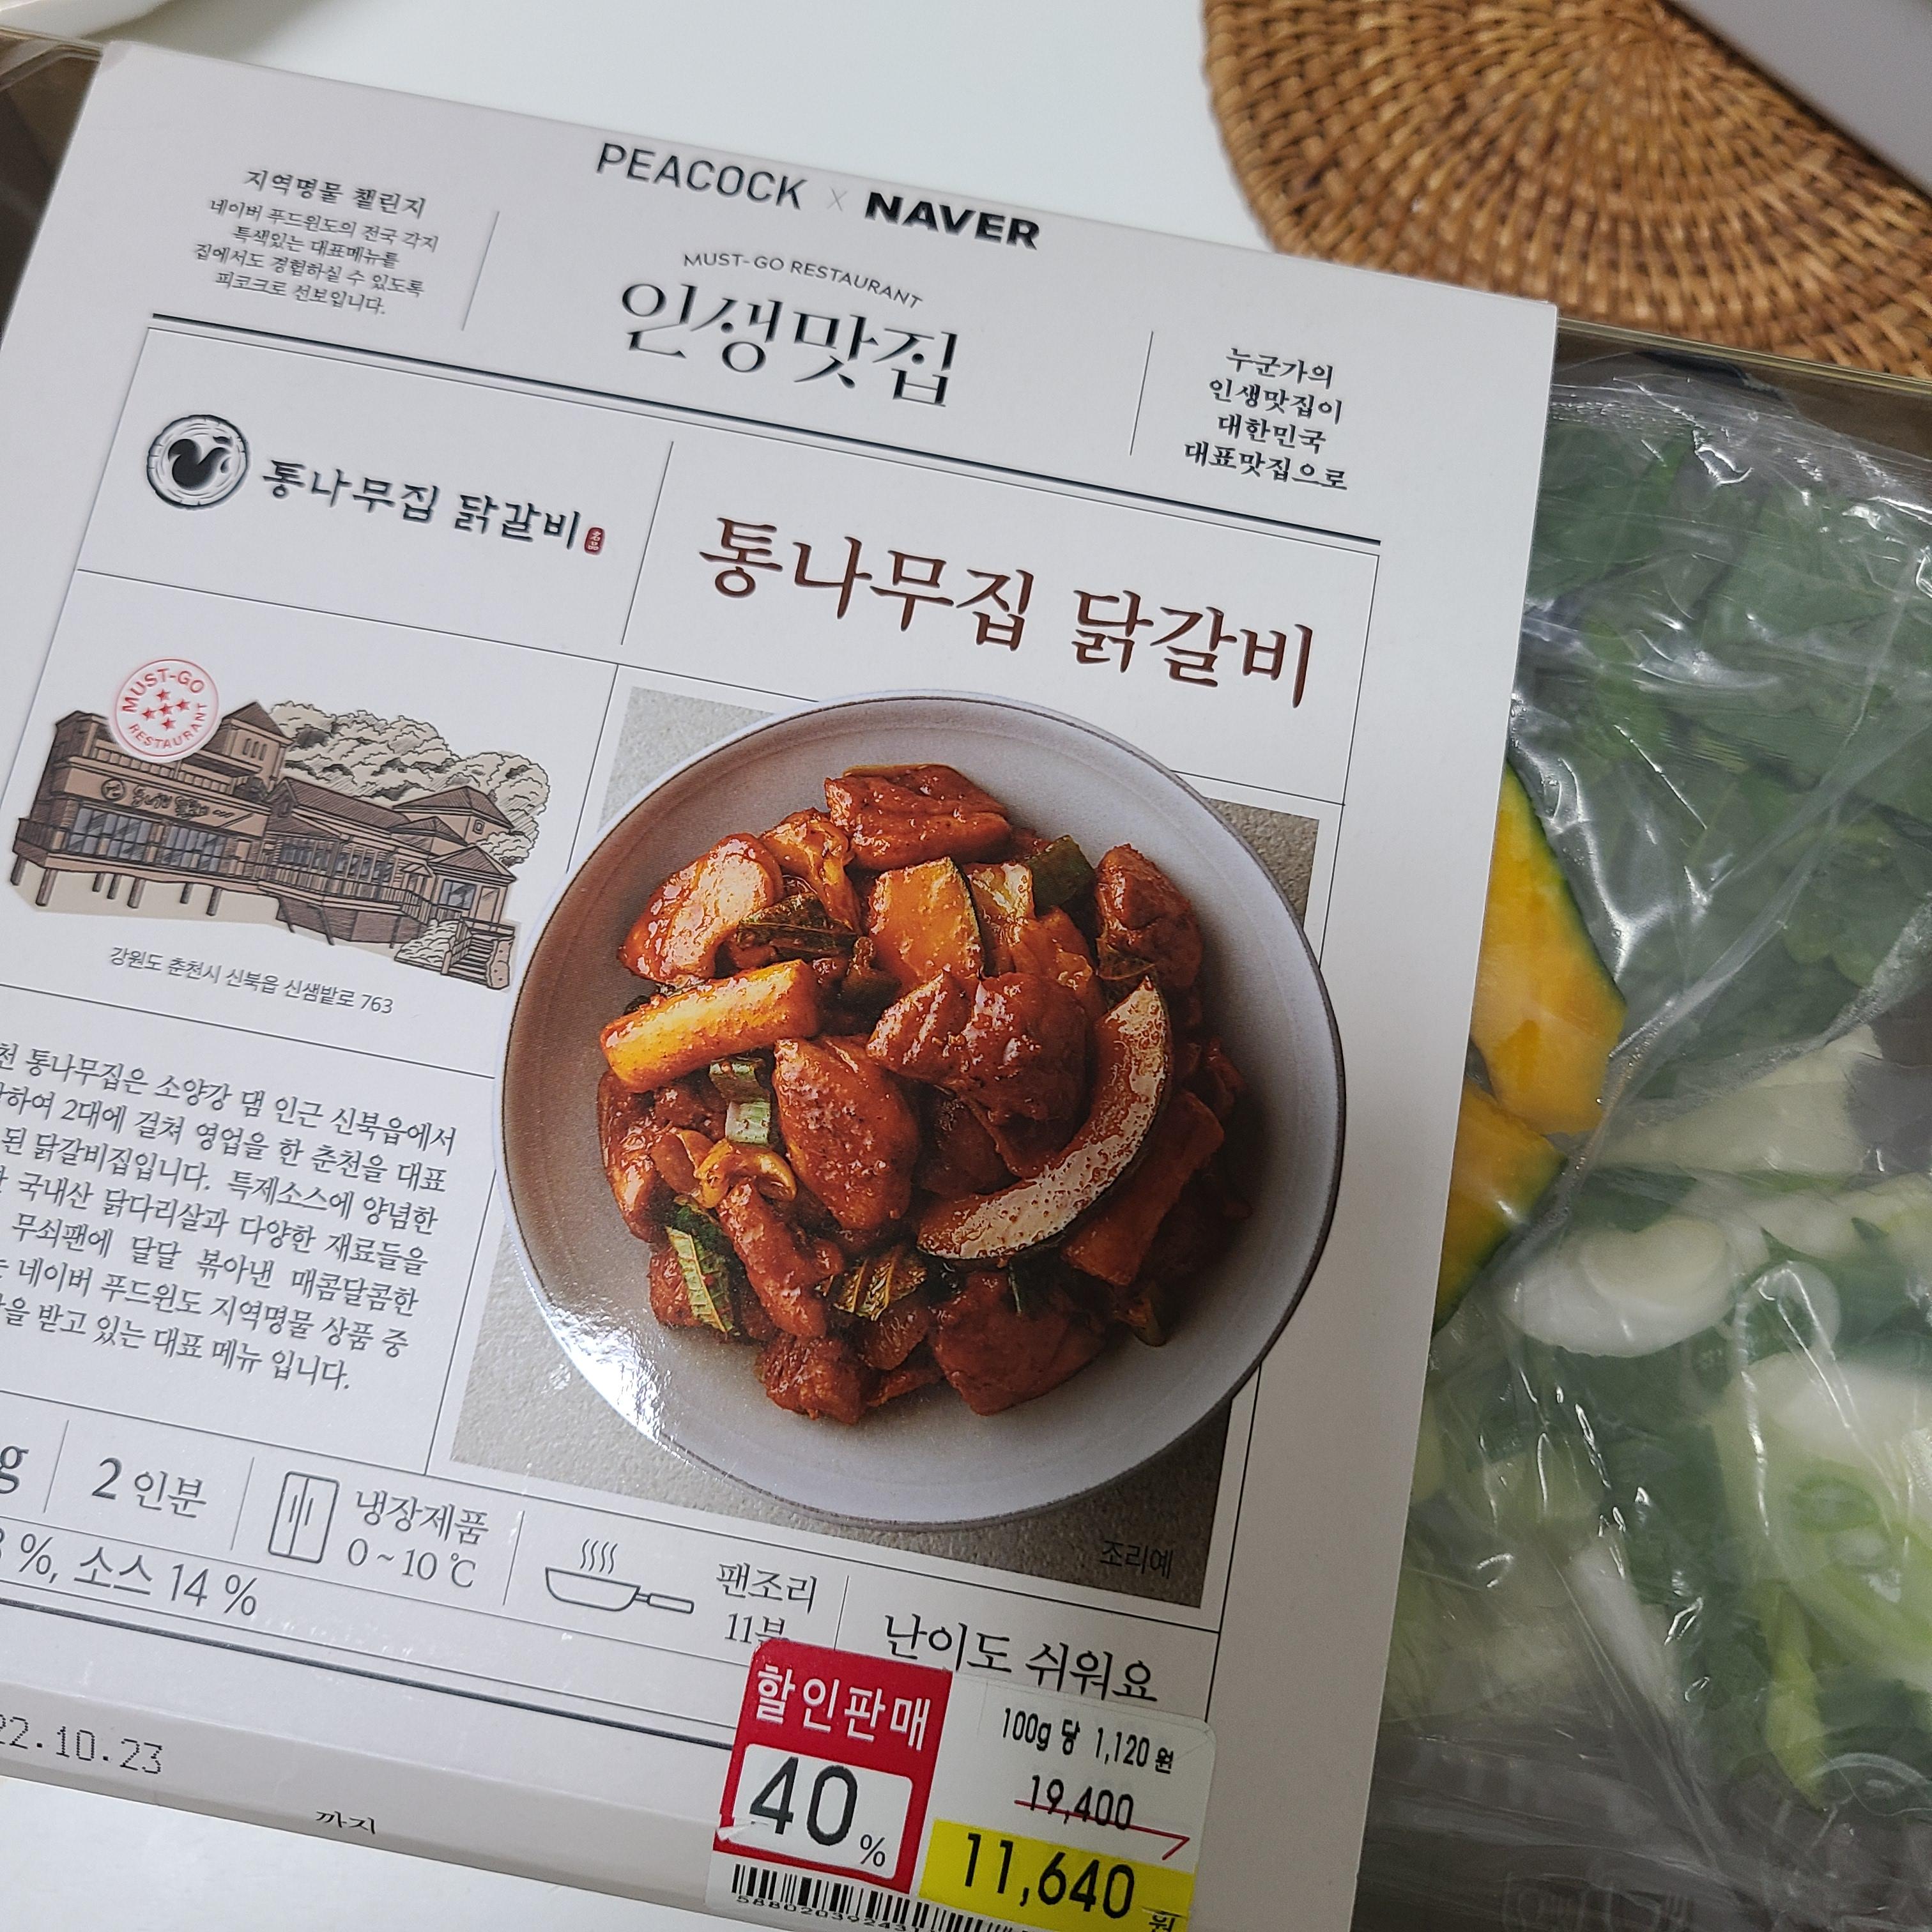 PEACOCK × NAVER
지역명물 챌린지
네이버 푸드윈도의 전국 각지
특색있는 대표메뉴를
집에서도 경험하실 수 있도록
피코크로 선보입니다.
MUST-GO RESTAURANT
인생맛집
누군가의
인생맛집이
대한민국
대표맛집으로
통나무집 닭갈비
통나무집 닭갈비
MUST-GO
RESTAURANT
강원도 춘천시 신북읍 신샘밭로 763
통나무집은 소양강 댐 인근 신북읍에서
2대에 걸쳐 영업을 한 춘천을 대표
된 닭갈비집입니다. 특제소스에 양념한
국내산 닭다리살과 다양한 재료들을
무쇠팬에 달달 볶아낸 매콤달콤한
네이버 푸드윈도 지역명물 상품 중
받고 있는 대표 메뉴 입니다.
조리예
g
2 인분
냉장제품
0~10℃
팬조리
11분
난이도 쉬워요
%, 소스 14 %
22.10.23
까지
할인판매
40%
100g 당 1,120 원
19,400
11,640 원